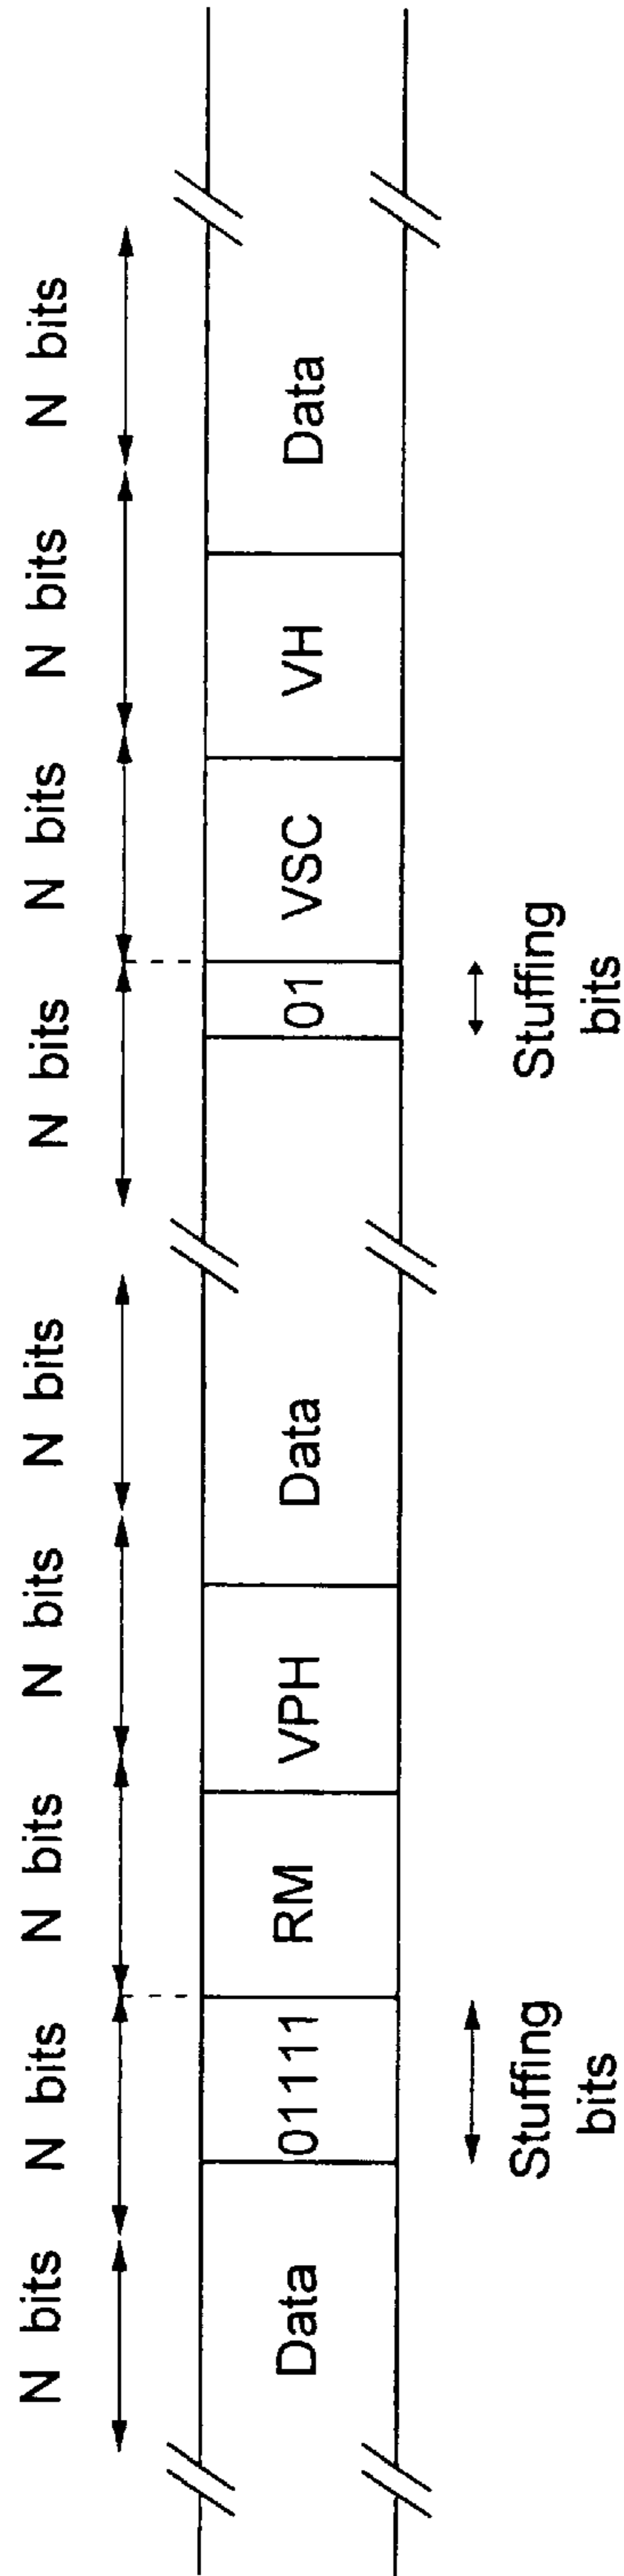 N bits N bits N bits N bits N bits N bits N bits N bits N bits
Data 01111 RM VPH Data 01 VSC VH Data
Stuffing Stuffing
bits bits